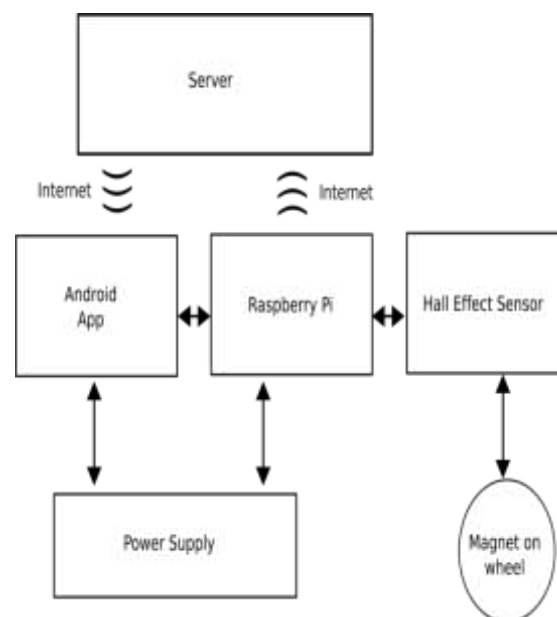 Server
Internet
Internet
Android
App
Raspberry Pi
Hall Effect Sensor
Power Supply
Magnet on
wheel